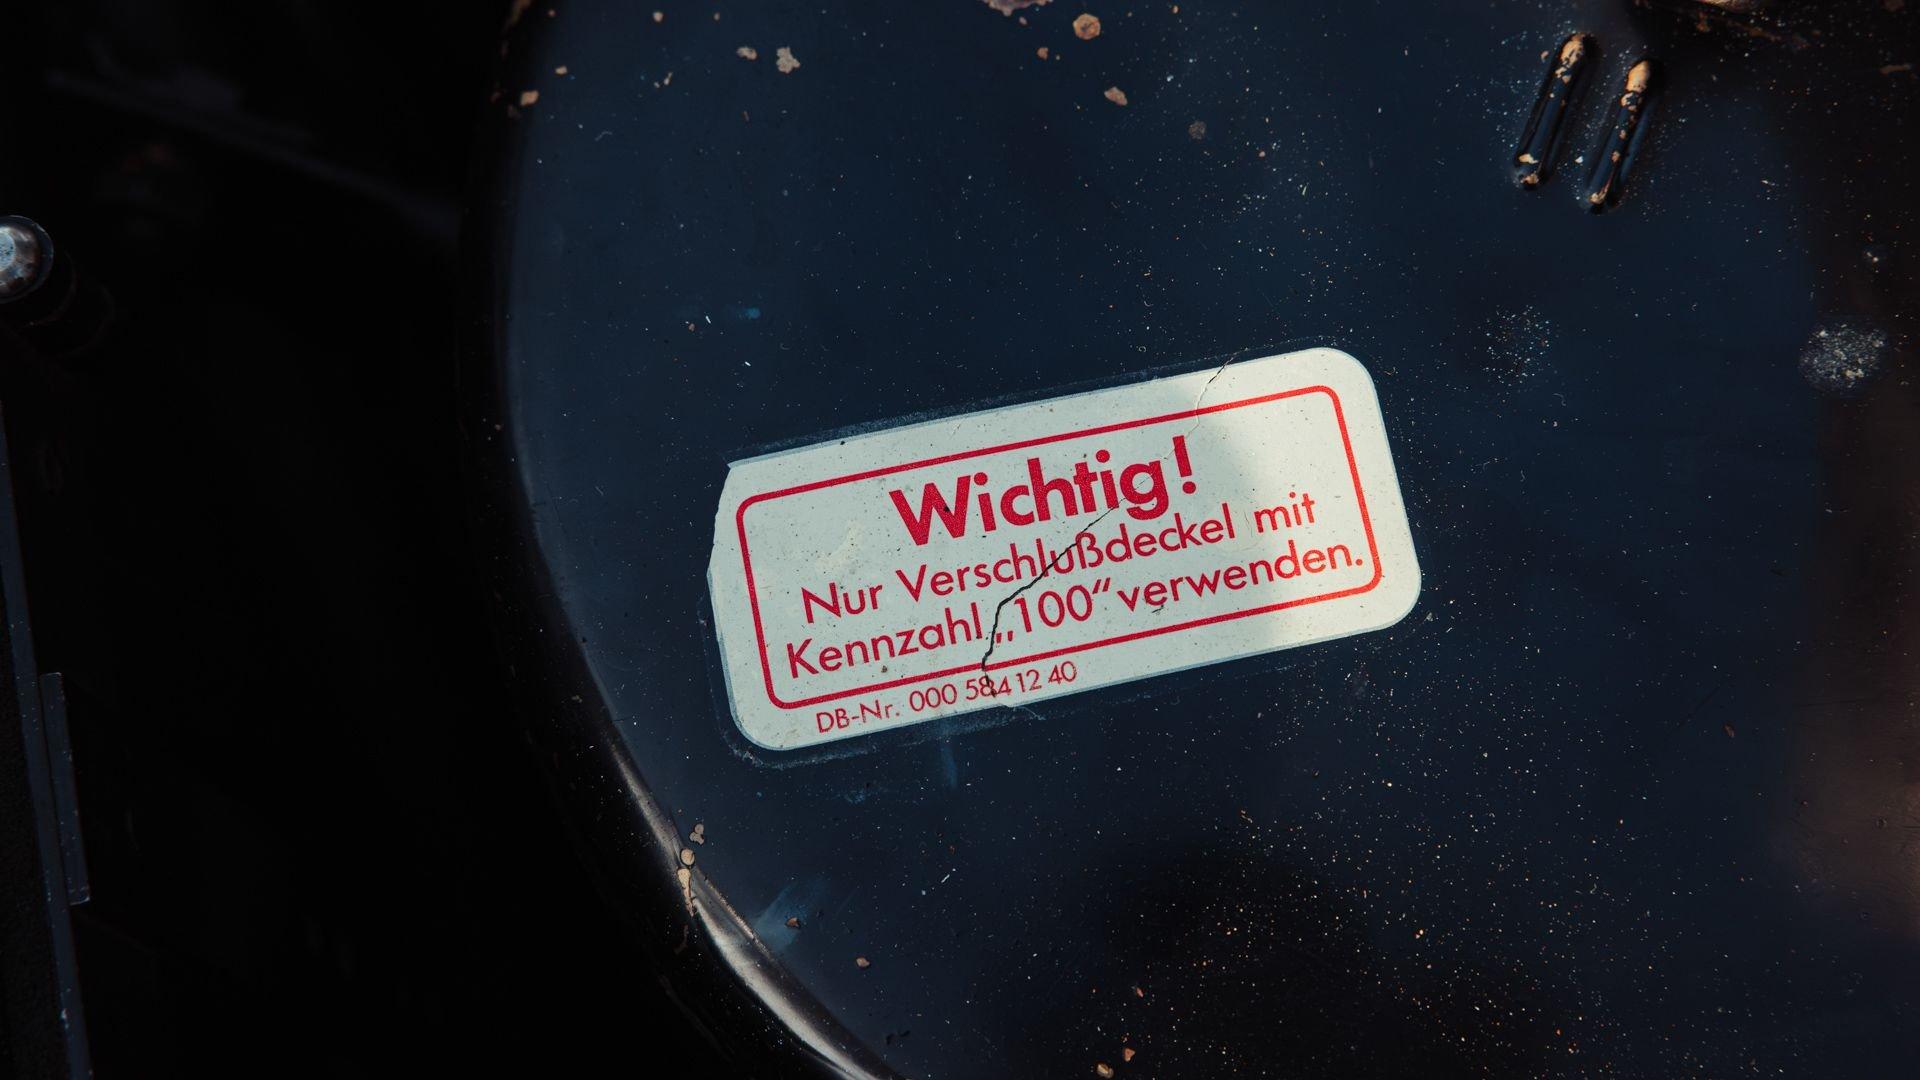 Wichtig!
Nur Verschlußdeckel mit
Kennzahl „100“ verwenden.
DB-Nr. 000 584 12 40